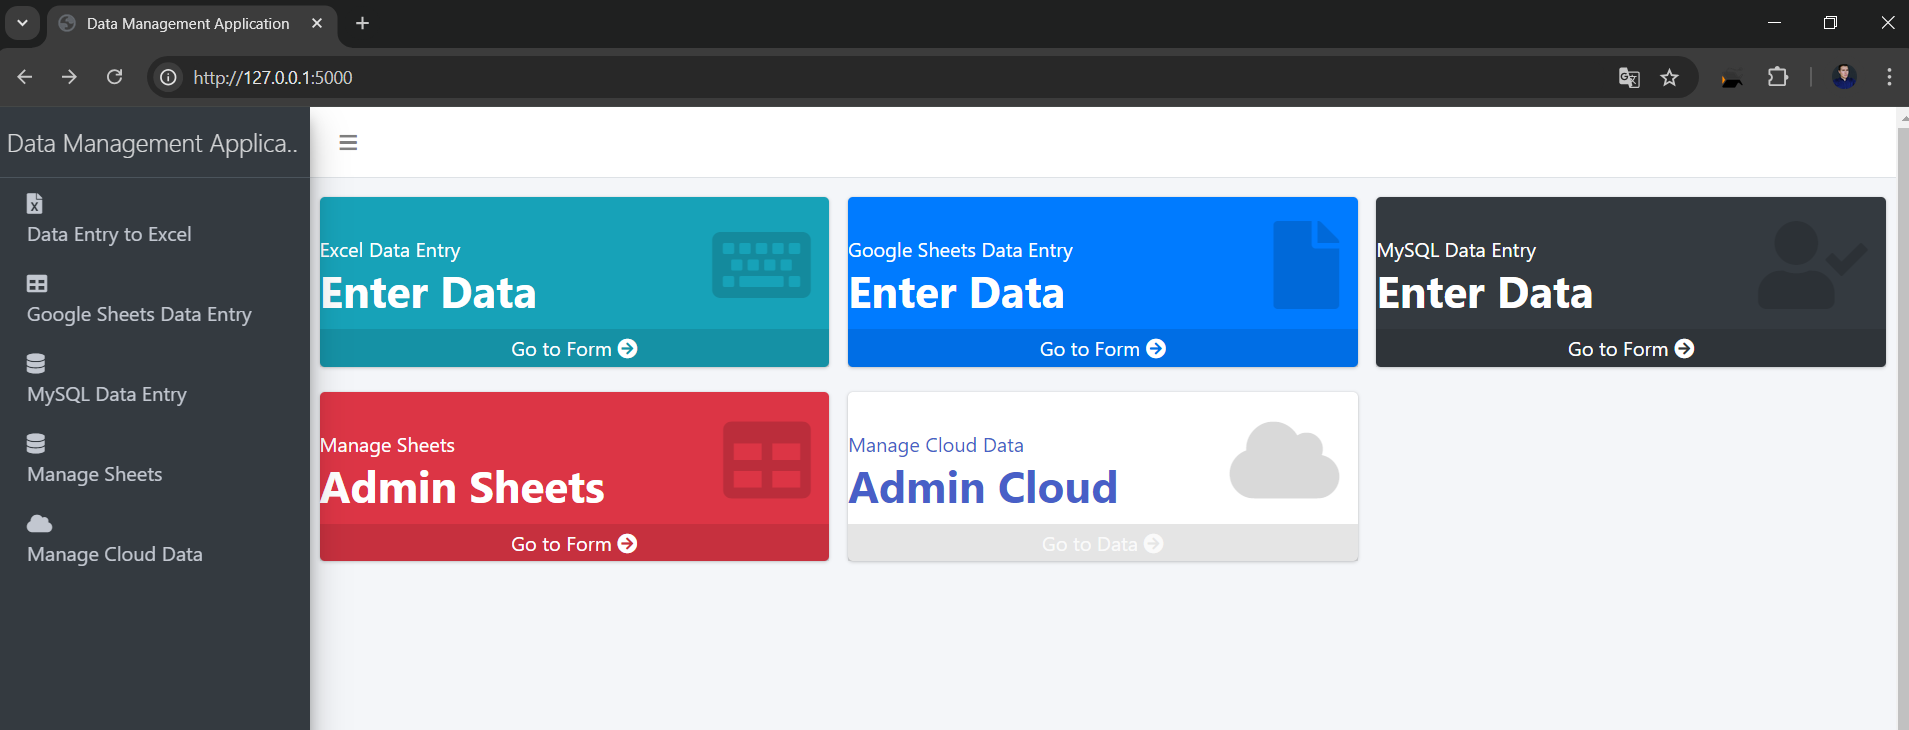 Data Management Application
http://127.0.0.1:5000
Data Management Applica..
Data Entry to Excel
Google Sheets Data Entry
MySQL Data Entry
Manage Sheets
Manage Cloud Data
Excel Data Entry
Enter Data
Go to Form
Google Sheets Data Entry
Enter Data
Go to Form
MySQL Data Entry
Enter Data
Go to Form
Manage Sheets
Admin Sheets
Go to Form
Manage Cloud Data
Admin Cloud
Go to Data